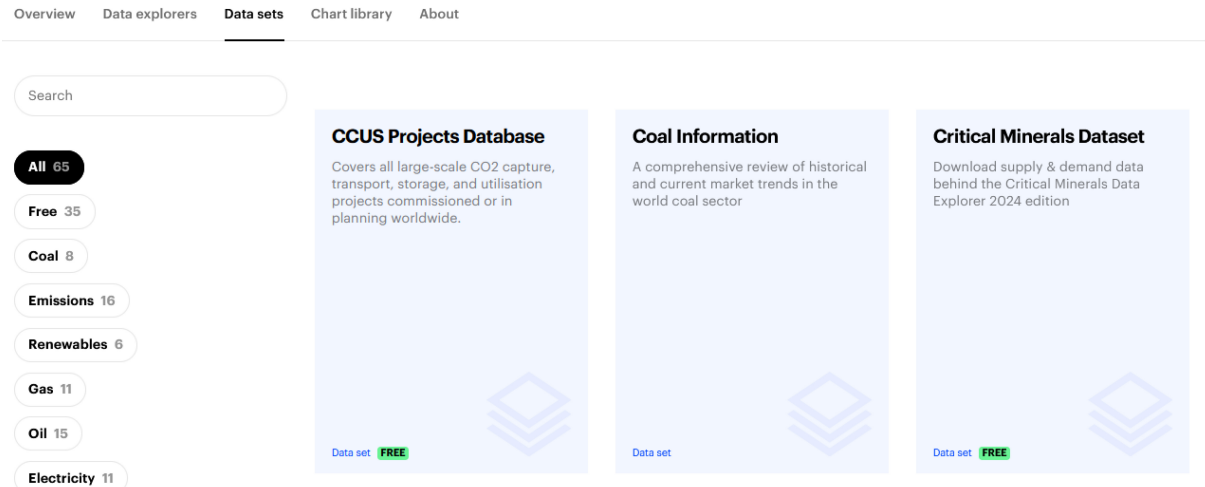 Overview Data explorers Data sets Chart library About
Search
All 65
Free 35
Coal 8
Emissions 16
Renewables 6
Gas 11
Oil 15
Electricity 11
CCUS Projects Database
Covers all large-scale CO2 capture,
transport, storage, and utilisation
projects commissioned or in
planning worldwide.
Data set FREE
Coal Information
A comprehensive review of historical
and current market trends in the
world coal sector
Data set
Critical Minerals Dataset
Download supply & demand data
behind the Critical Minerals Data
Explorer 2024 edition
Data set FREE